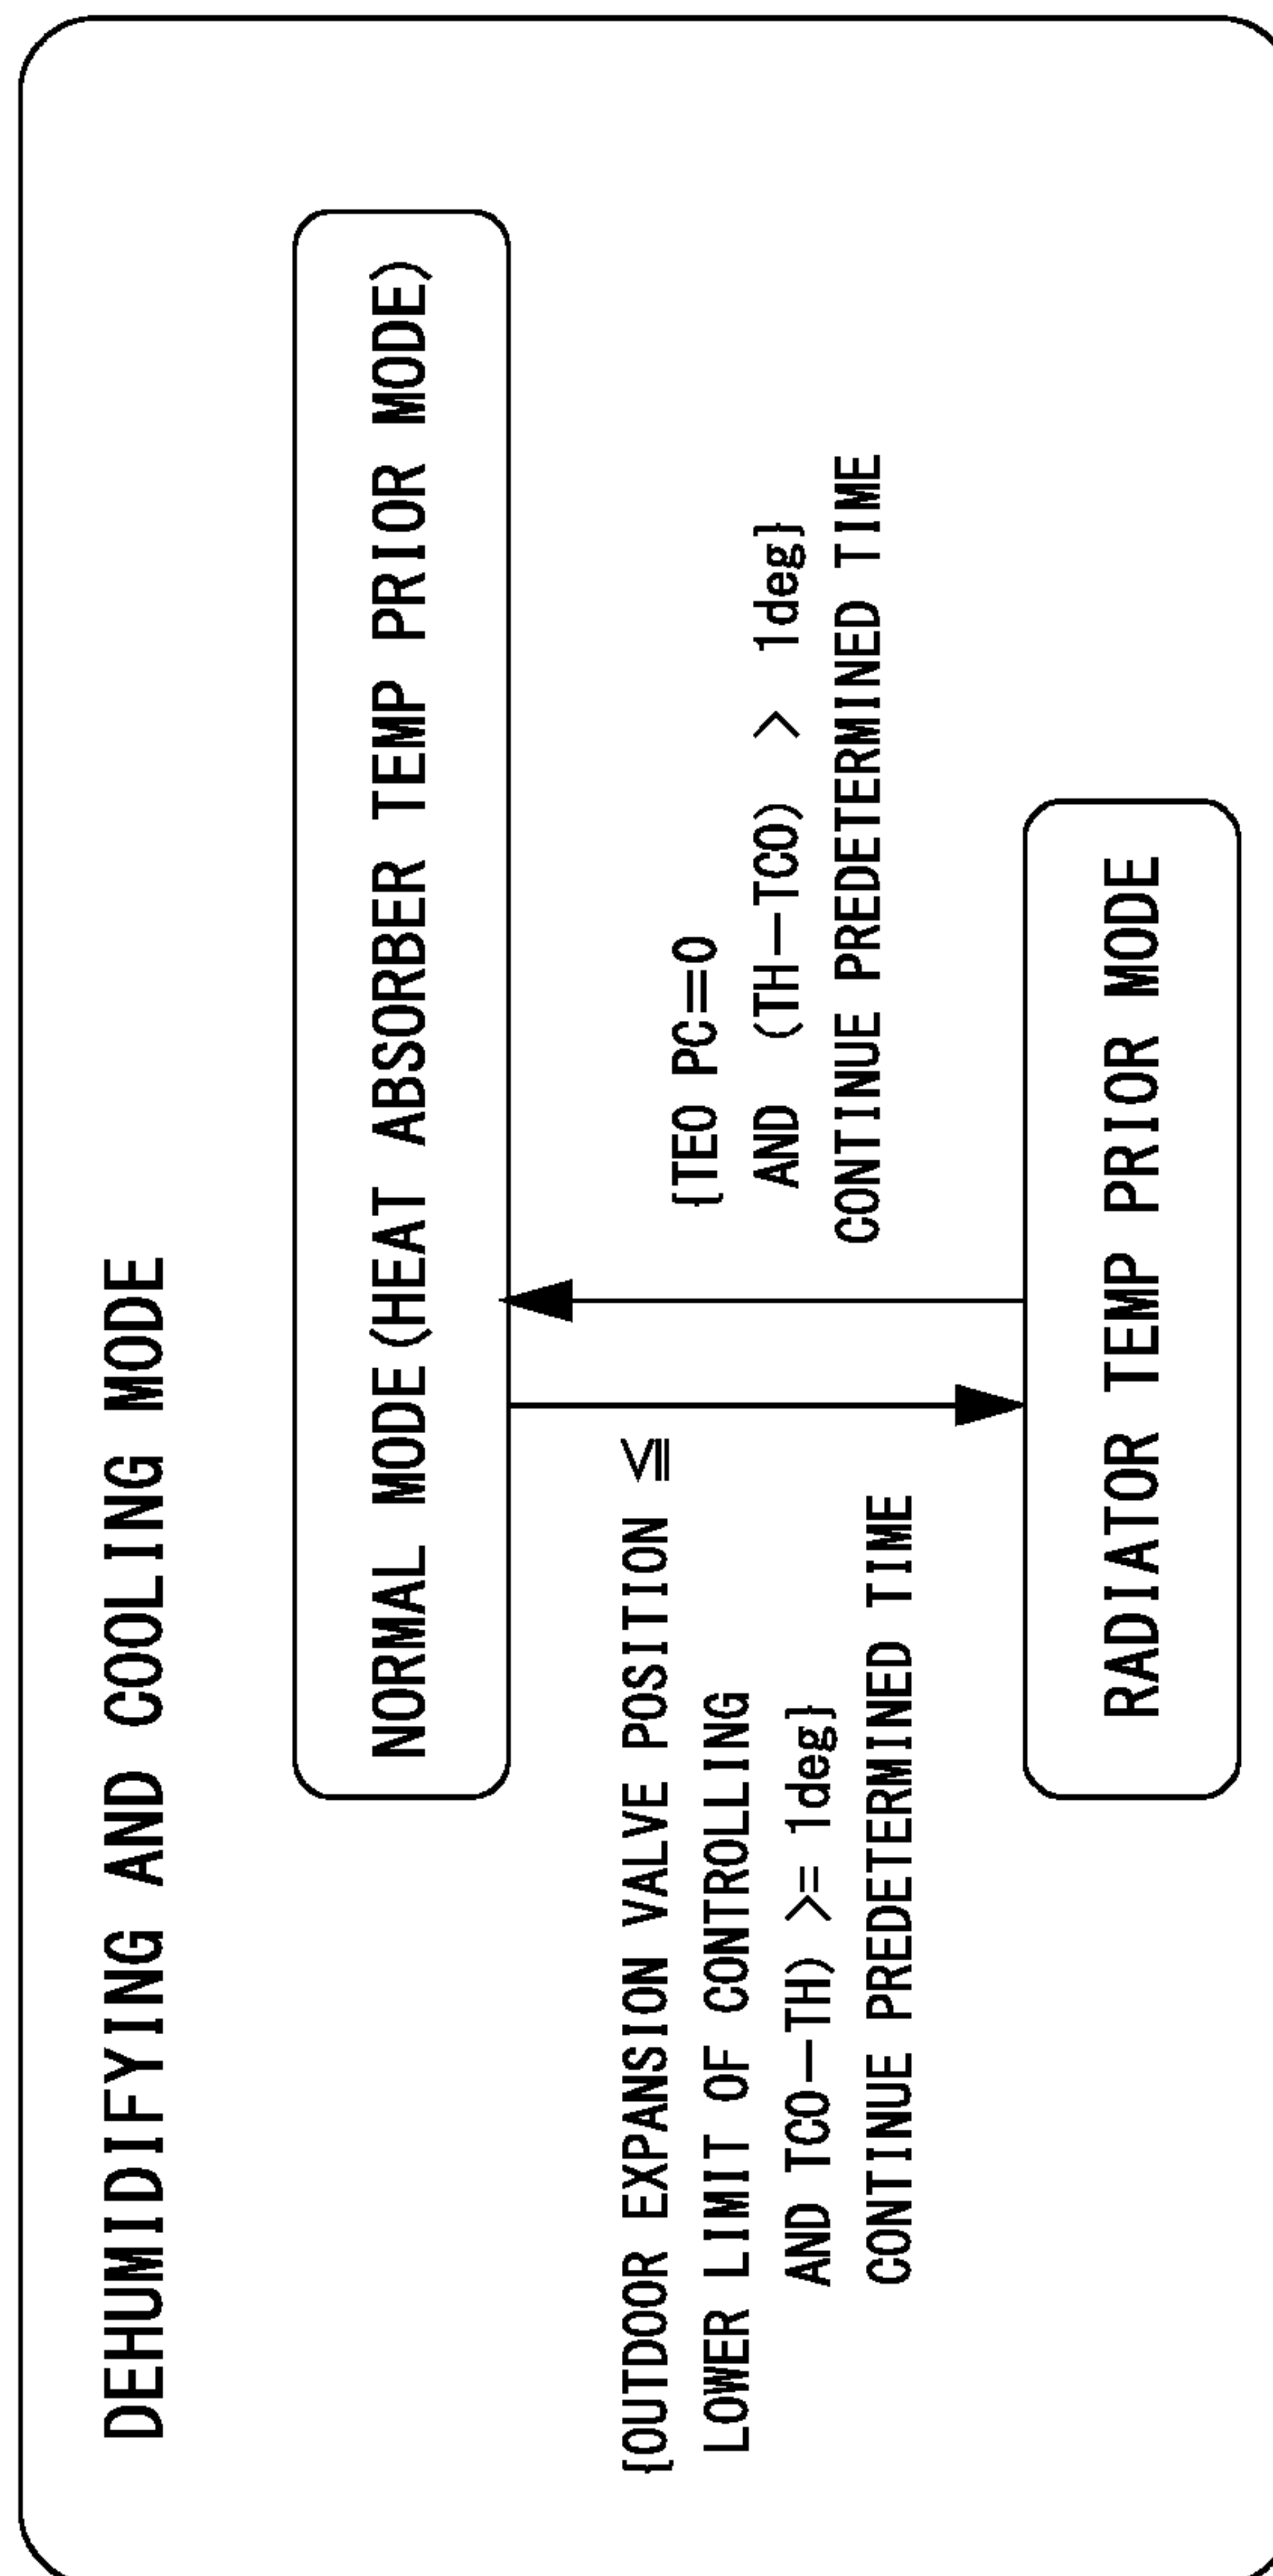 DEHUMIDIFYING AND COOLING MODE
NORMAL MODE(HEAT ABSORBER TEMP PRIOR MODE)
{OUTDOOR EXPANSION VALVE POSITION ≦
LOWER LIMIT OF CONTROLLING
AND TCO−TH) >= 1deg}
CONTINUE PREDETERMINED TIME
{TEO PC==0
AND (TH−TCO) > 1deg}
CONTINUE PREDETERMINED TIME
RADIATOR TEMP PRIOR MODE